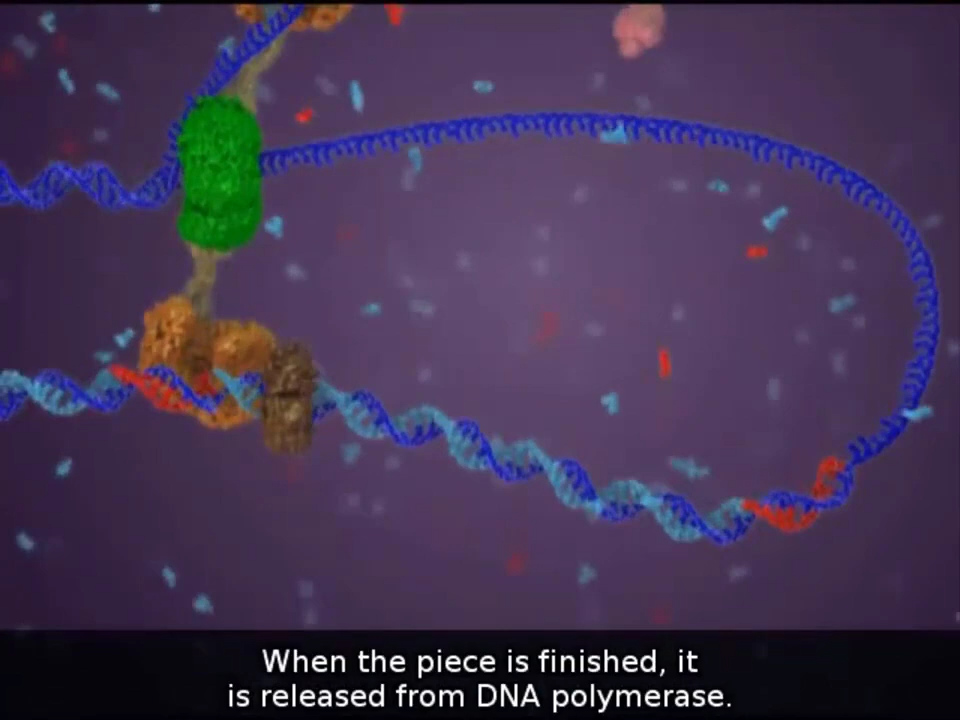 When the piece is finished, it
is released from DNA polymerase.